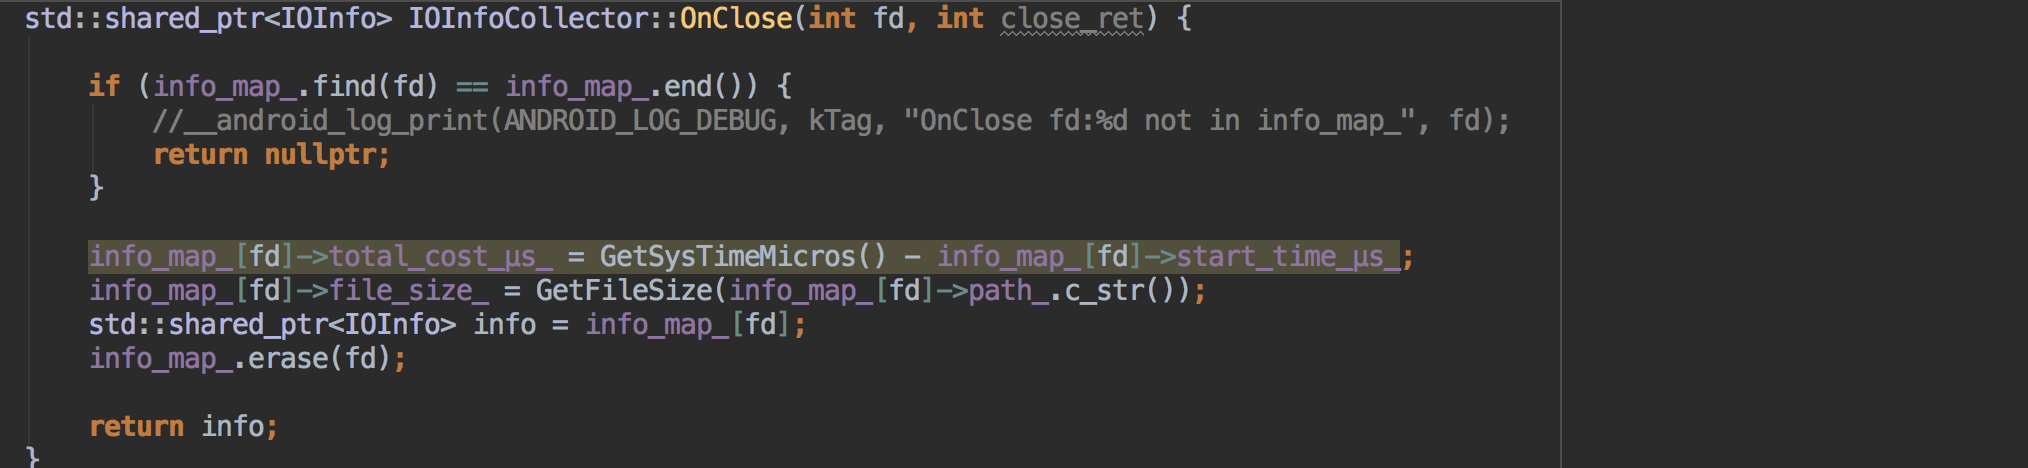 std::shared_ptr<IOInfo> IOInfoCollector::OnClose(int fd, int close_ret) {
if (info_map_.find(fd) == info_map_.end()) {
//__android_log_print(ANDROID_LOG_DEBUG, kTag, "OnClose fd:%d not in info_map_", fd);
return nullptr;
}
info_map_[fd]->total_cost_μs_ = GetSysTimeMicros() - info_map_[fd]->start_time_μs_;
info_map_[fd]->file_size_ = GetFileSize(info_map_[fd]->path_.c_str());
std::shared_ptr<IOInfo> info = info_map_[fd];
info_map_.erase(fd);
return info;
}